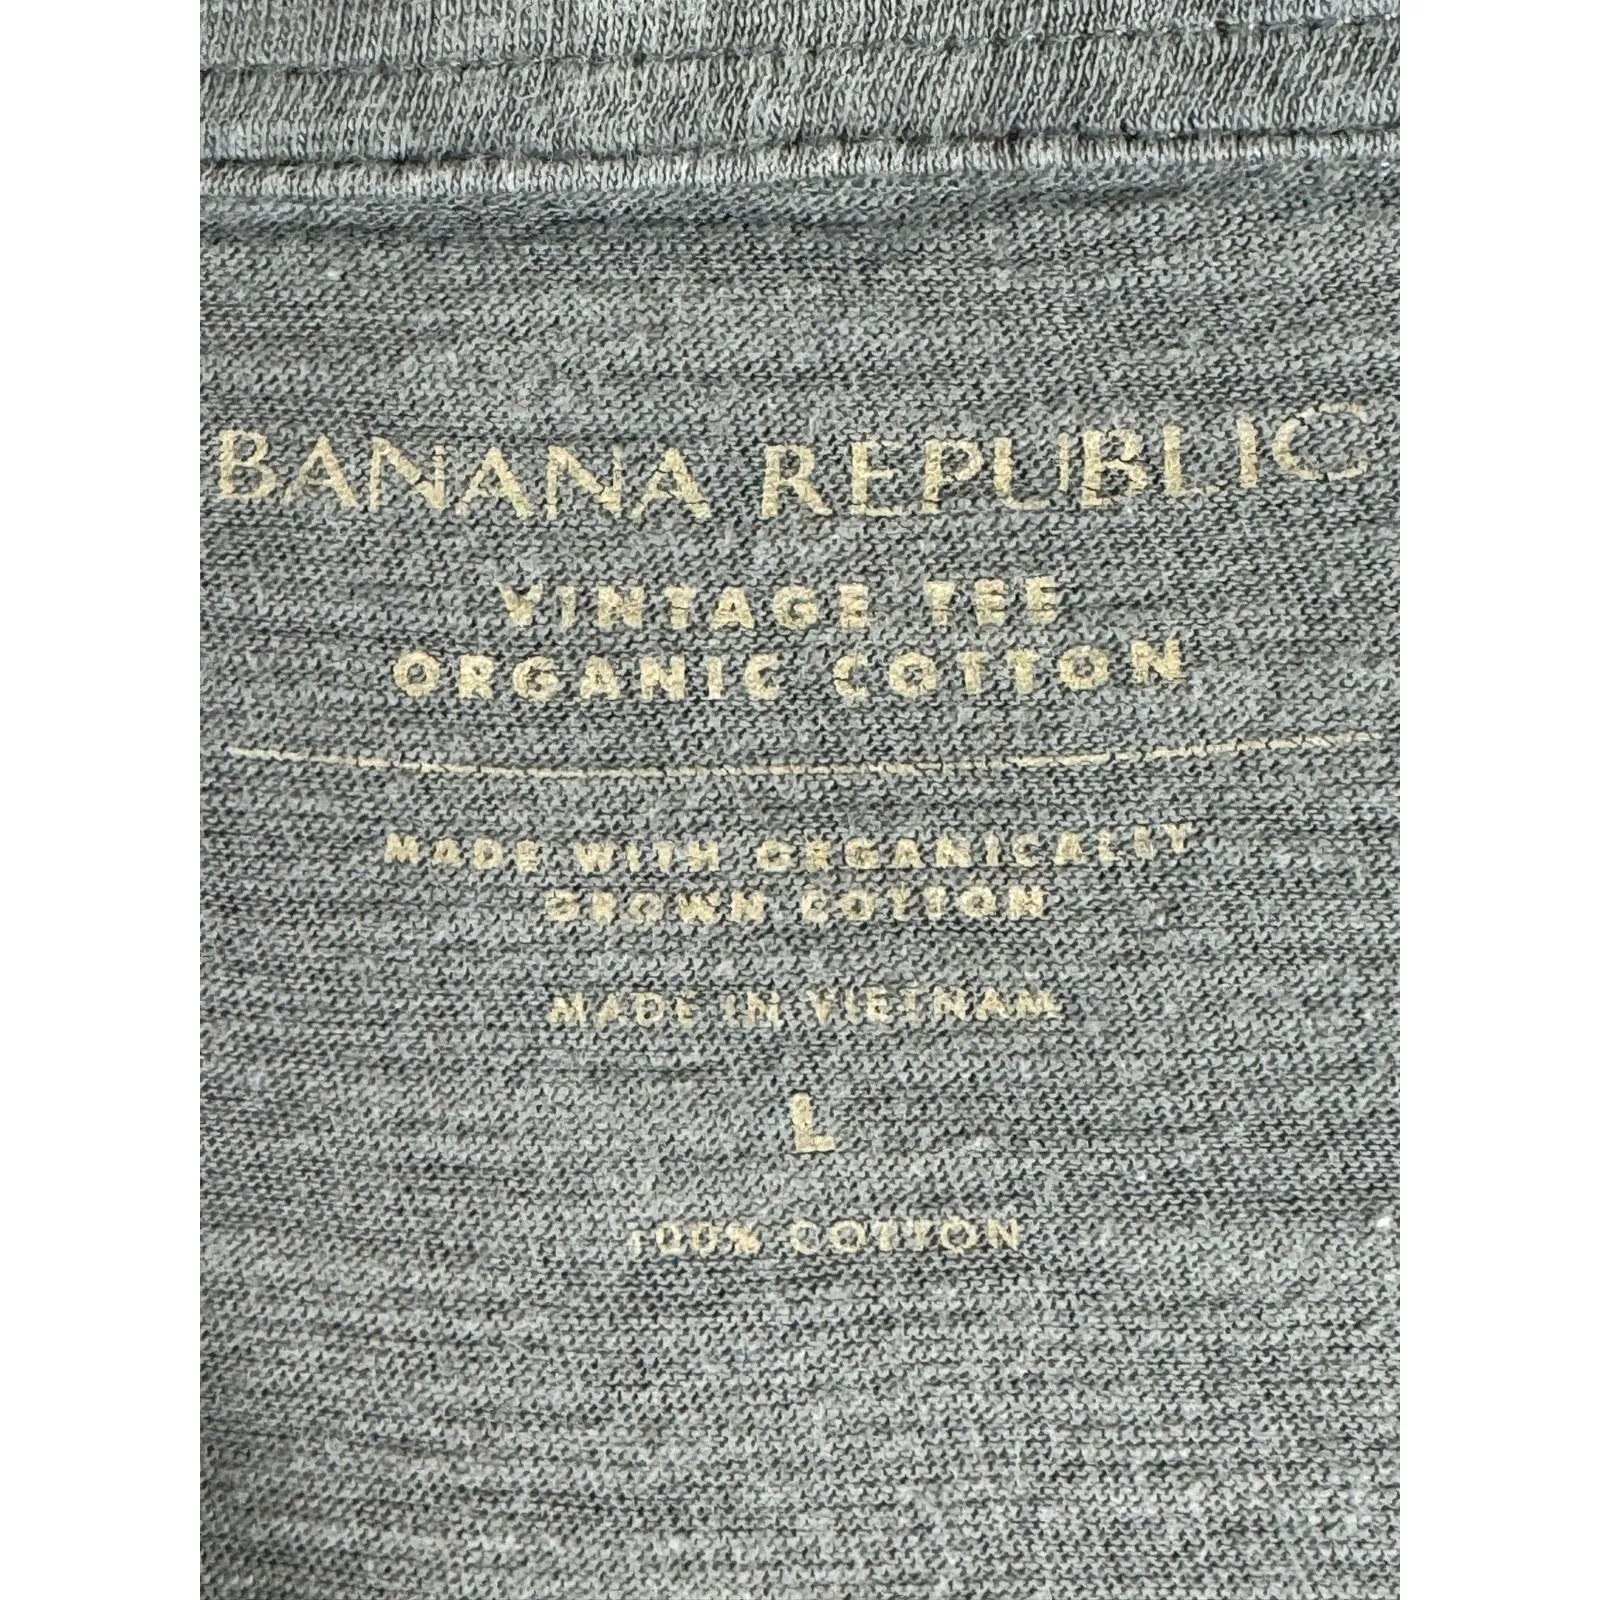 BANANA REPUBLIC
VINTAGE TEE
ORGANIC COTTON
MADE WITH ORGANICALLY
GROWN COTTON
MADE IN VIETNAM
L
100% COTTON